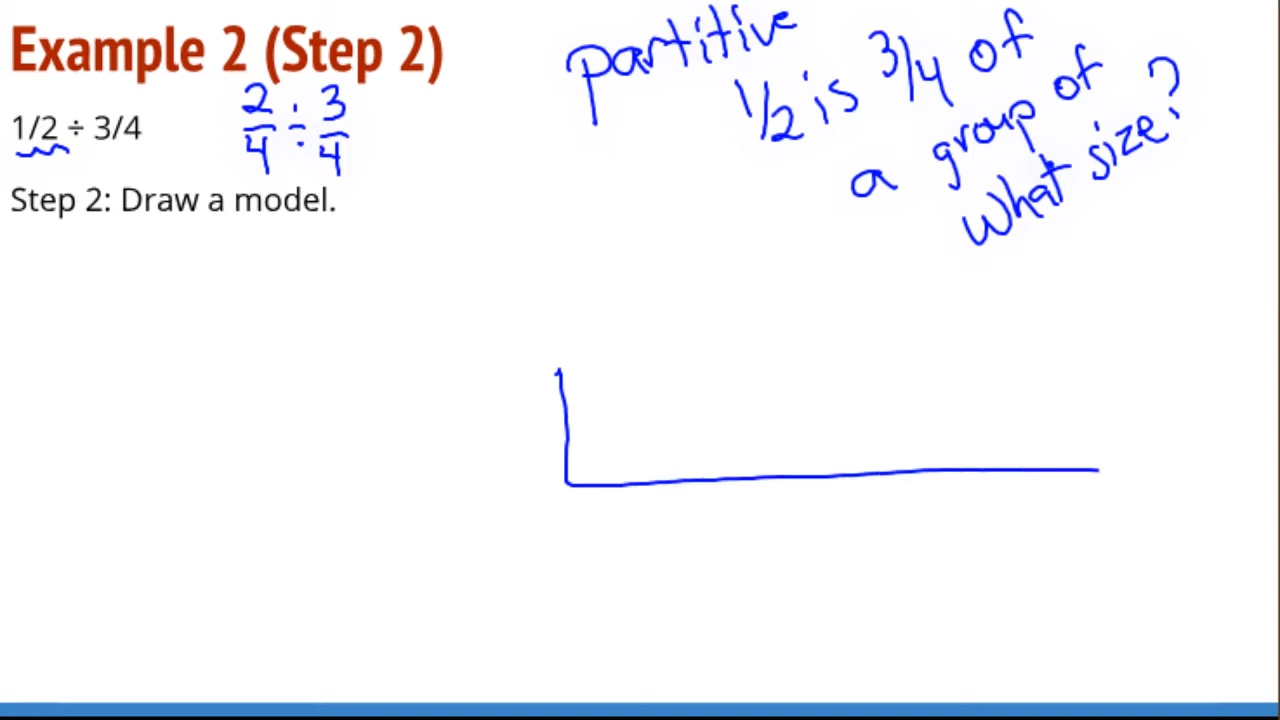 Example 2 (Step 2)
1/2 ÷ 3/4
2/4 ÷ 3/4
Step 2: Draw a model.
partitive
1/2 is 3/4 of
a group of
what size?